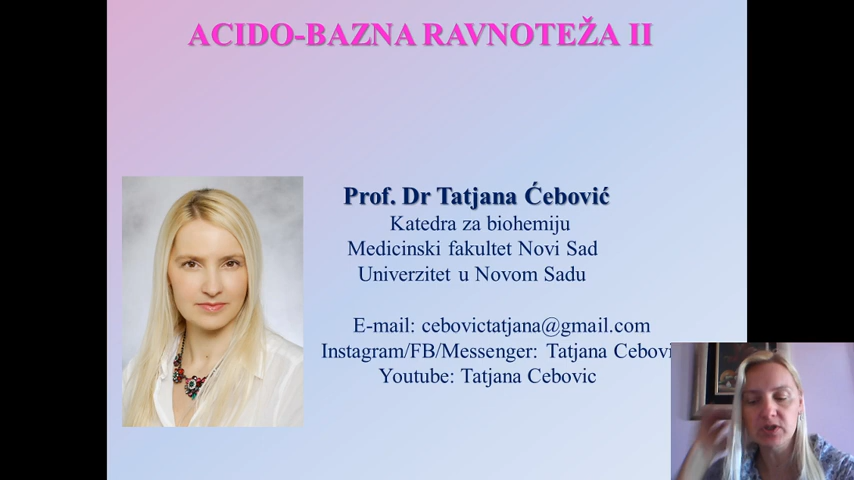 ACIDO-BAZNA RAVNOTEŽA II
Prof. Dr Tatjana Ćebović
Katedra za biohemiju
Medicinski fakultet Novi Sad
Univerzitet u Novom Sadu
E-mail: cebovictatjana@gmail.com
Instagram/FB/Messenger: Tatjana
Youtube: Tatjana Cebovic